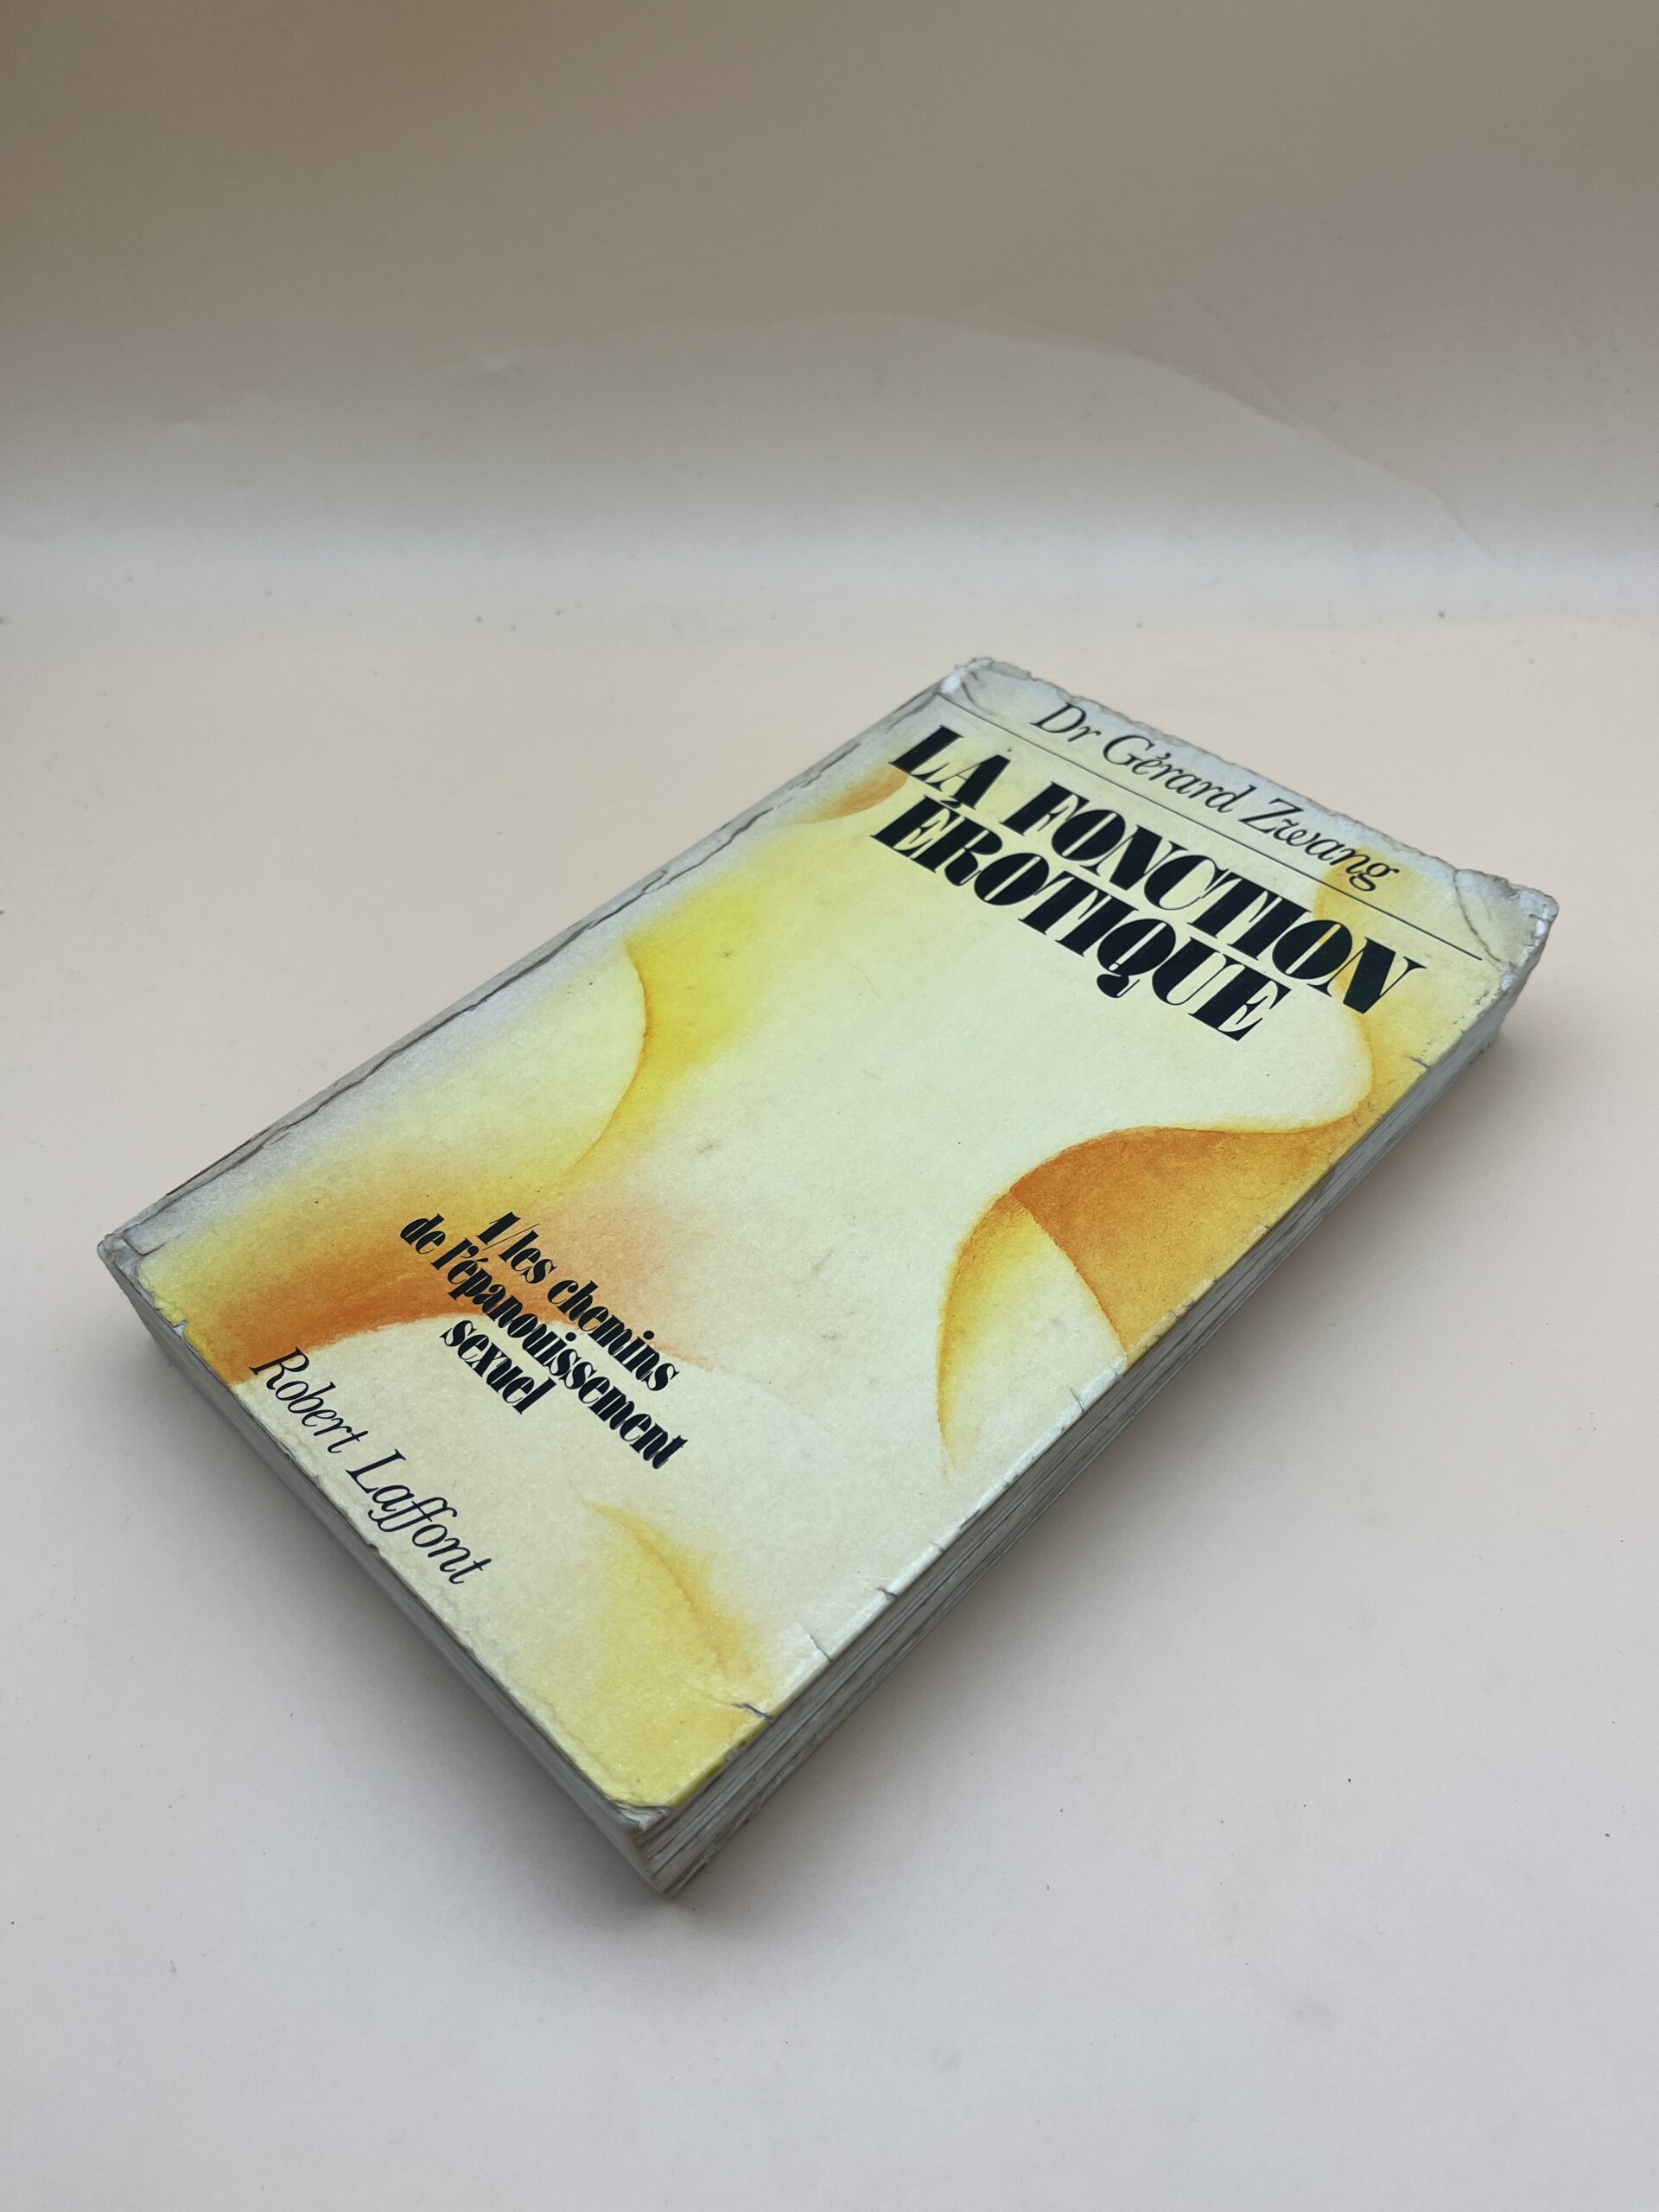 Dr Gérard Zwang
LA FONCTION
ÉROTIQUE
1/les chemins
de l'épanouissement
sexuel
Robert Laffont